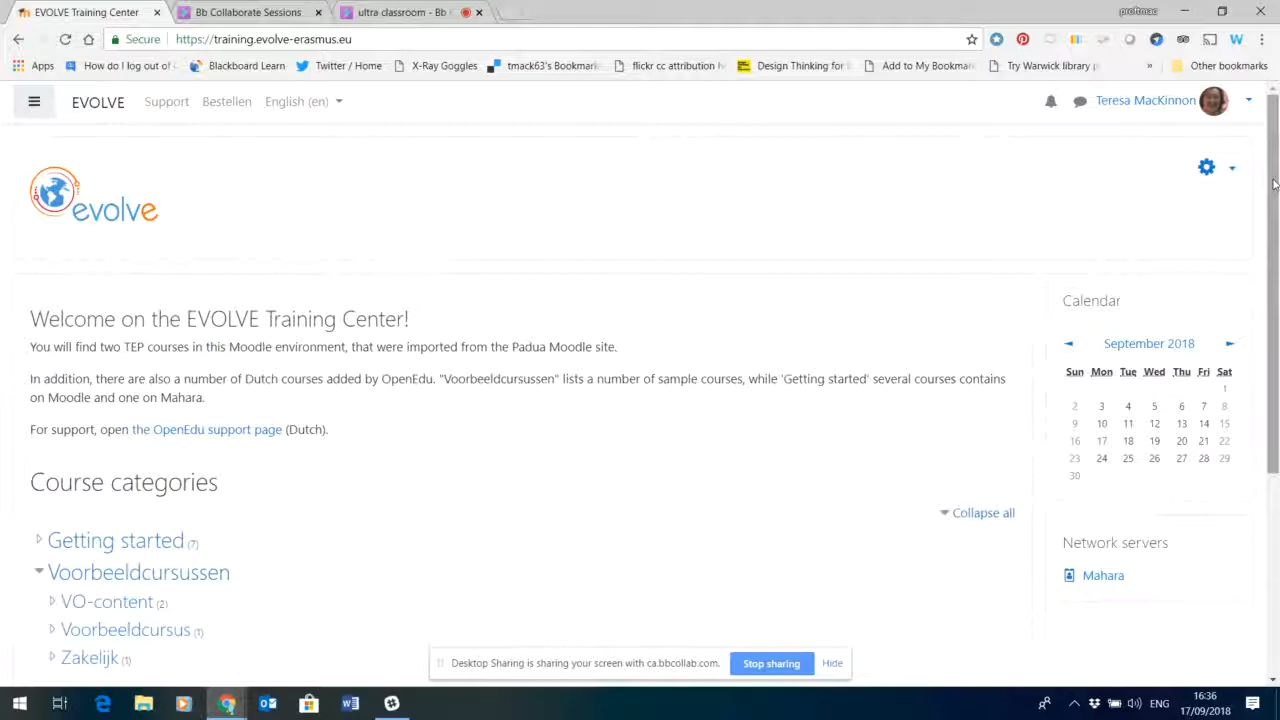 EVOLVE Training Center
Bb Collaborate Sessions
ultra classroom - Bb
proftmac
Secure
https://training.evolve-erasmus.eu
Apps
How do I log out of
Blackboard Learn
Twitter / Home
X-Ray Goggles
tmack63's Bookmark
flickr cc attribution h
Design Thinking for
Add to My Bookmar
Try Warwick library p
»
Other bookmarks
EVOLVE
Support
Bestellen
English (en)
Teresa MacKinnon
evolve
Welcome on the EVOLVE Training Center!
You will find two TEP courses in this Moodle environment, that were imported from the Padua Moodle site.
In addition, there are also a number of Dutch courses added by OpenEdu. "Voorbeeldcursussen" lists a number of sample courses, while 'Getting started' several courses contains
on Moodle and one on Mahara.
For support, open the OpenEdu support page (Dutch).
Course categories
Collapse all
Getting started (7)
Voorbeeldcursussen
VO-content (2)
Voorbeeldcursus (1)
Zakelijk (1)
Calendar
◄ September 2018 ►
Sun Mon Tue Wed Thu Fri Sat
1
2 3 4 5 6 7 8
9 10 11 12 13 14 15
16 17 18 19 20 21 22
23 24 25 26 27 28 29
30
Network servers
Mahara
Desktop Sharing is sharing your screen with ca.bbcollab.com.
Stop sharing
Hide
ENG
16:36
17/09/2018